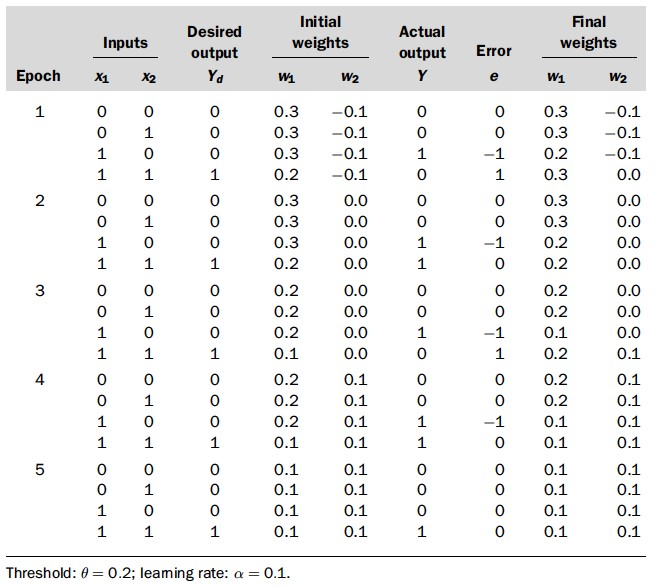 Inputs Desired output Initial weights Actual output Error Final weights
Epoch x1 x2 Yd w1 w2 Y e w1 w2
1 0 0 0 0.3 −0.1 0 0 0.3 −0.1
0 1 0 0.3 −0.1 0 0 0.3 −0.1
1 0 0 0.3 −0.1 1 −1 0.2 −0.1
1 1 1 0.2 −0.1 0 1 0.3 0.0
2 0 0 0 0.3 0.0 0 0 0.3 0.0
0 1 0 0.3 0.0 0 0 0.3 0.0
1 0 0 0.3 0.0 1 −1 0.2 0.0
1 1 1 0.2 0.0 1 0 0.2 0.0
3 0 0 0 0.2 0.0 0 0 0.2 0.0
0 1 0 0.2 0.0 0 0 0.2 0.0
1 0 0 0.2 0.0 1 −1 0.1 0.0
1 1 1 0.1 0.0 0 1 0.2 0.1
4 0 0 0 0.2 0.1 0 0 0.2 0.1
0 1 0 0.2 0.1 0 0 0.2 0.1
1 0 0 0.2 0.1 1 −1 0.1 0.1
1 1 1 0.1 0.1 1 0 0.1 0.1
5 0 0 0 0.1 0.1 0 0 0.1 0.1
0 1 0 0.1 0.1 0 0 0.1 0.1
1 0 0 0.1 0.1 0 0 0.1 0.1
1 1 1 0.1 0.1 1 0 0.1 0.1
Threshold: θ = 0.2; learning rate: α = 0.1.